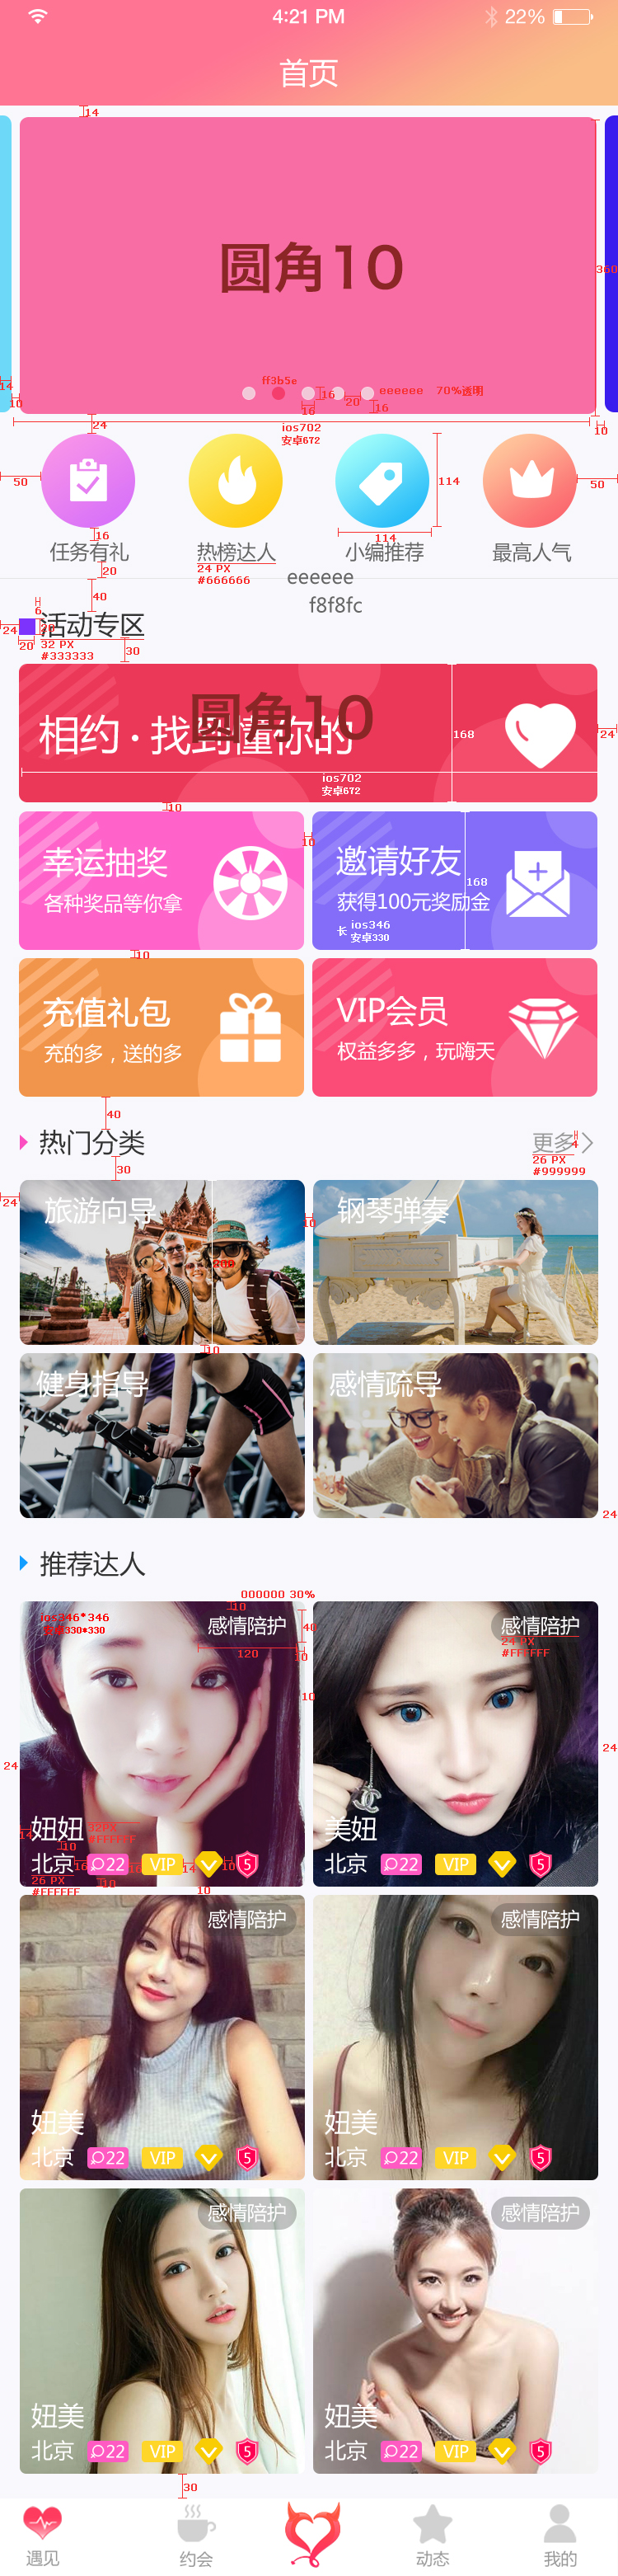 4:21 PM
22%
首页
14
圆角10
360
14
10
ff3b5e
eeeeee 70%透明
16
20
16
16
24
ios702
安卓672
10
50
114
50
16
114
任务有礼
热榜达人
小编推荐
最高人气
20
24 PX
#666666
eeeeee
40
f8f8fc
6
24
20
活动专区
20
32 PX
#333333
30
圆角10
相约·找到懂你的
168
24
ios702
安卓672
10
幸运抽奖
各种奖品等你拿
10
邀请好友
168
获得100元奖励金
长 ios346
安卓330
10
充值礼包
充的多，送的多
VIP会员
权益多多，玩嗨天
40
热门分类
更多
4
26 PX
#999999
30
24
旅游向导
10
钢琴弹奏
10
健身指导
感情疏导
24
推荐达人
000000 30%
ios346*346
安卓330*330
10
感情陪护
40
120
10
感情陪护
24 PX
#FFFFFF
10
24
24
妞妞
32PX
#FFFFFF
14
10
北京
16
22
16
VIP
14
10
5
26 PX
#FFFFFF
10
10
美妞
北京
22
VIP
5
感情陪护
感情陪护
妞美
北京
22
VIP
5
妞美
北京
22
VIP
5
感情陪护
感情陪护
妞美
北京
22
VIP
5
妞美
北京
22
VIP
5
30
遇见
约会
动态
我的